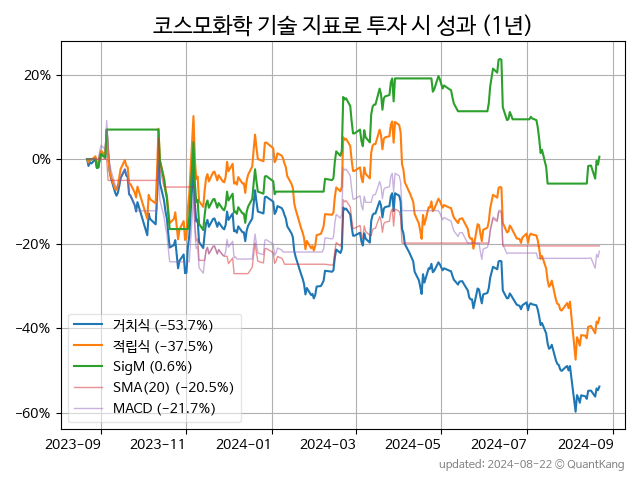 코스모화학 기술 지표로 투자 시 성과 (1년)
20%
0%
−20%
−40%
−60%
거치식 (−53.7%)
적립식 (−37.5%)
SigM (0.6%)
SMA(20) (−20.5%)
MACD (−21.7%)
2023−09 2023−11 2024−01 2024−03 2024−05 2024−07 2024−09
updated: 2024-08-22 © QuantKang